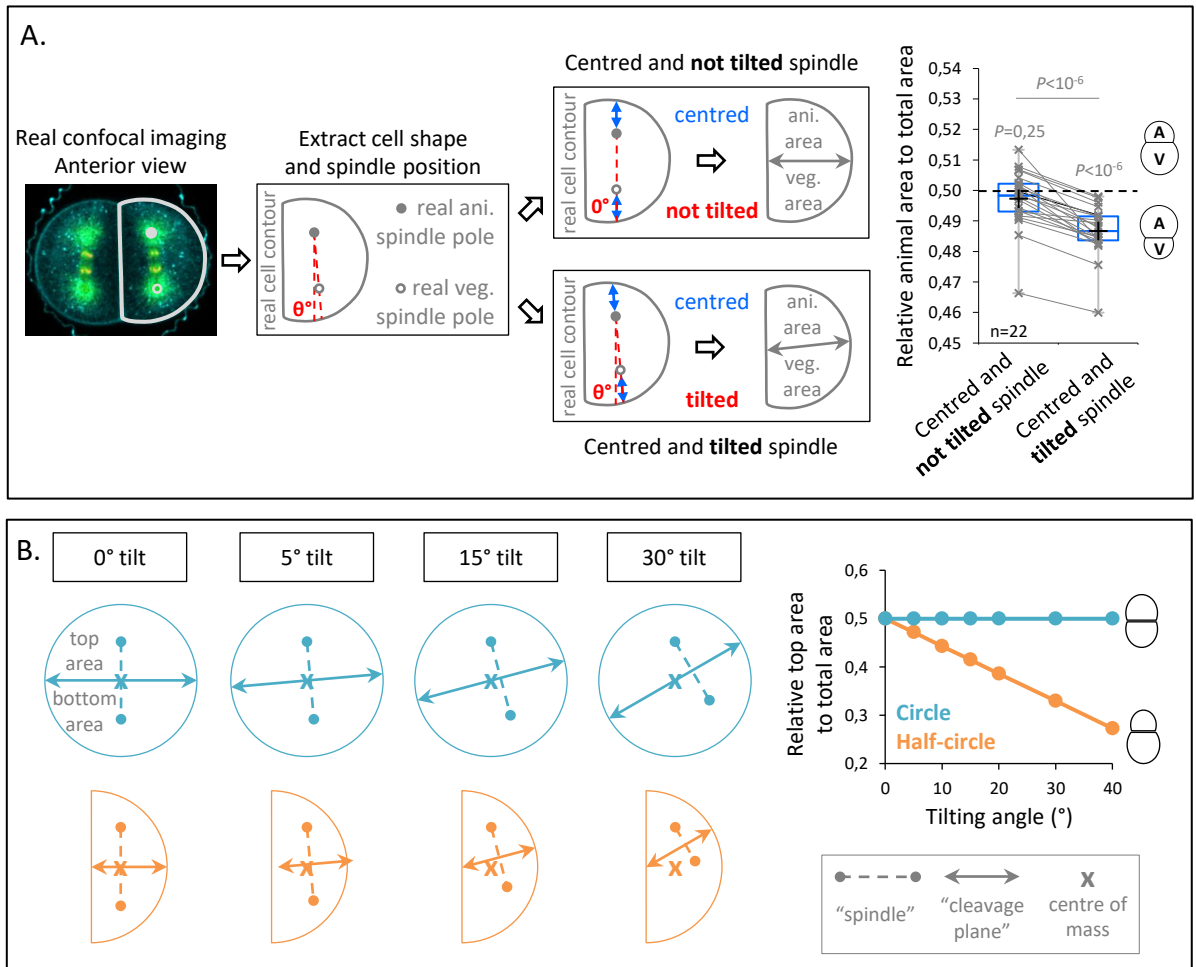 A.
Real confocal imaging
Anterior view
Extract cell shape
and spindle position
real cell contour
θ°
real ani.
spindle pole
real veg.
spindle pole
Centred and not tilted spindle
real cell contour
0°
centred
not tilted
ani.
area
veg.
area
real cell contour
θ°
centred
tilted
ani.
area
veg.
area
Centred and tilted spindle
Relative animal area to total area
0,54
0,53
0,52
0,51
0,50
0,49
0,48
0,47
0,46
0,45
P<10-6
P=0,25
P<10-6
n=22
A
V
A
V
Centred and
not tilted spindle
Centred and
tilted spindle
B.
0° tilt
5° tilt
15° tilt
30° tilt
top
area
bottom
area
X
X
X
X
X
X
X
X
Relative top area
to total area
0,6
0,5
0,4
0,3
0,2
Circle
Half-circle
0
10
20
30
40
Tilting angle (°)
"spindle"
"cleavage
plane"
X
centre of
mass